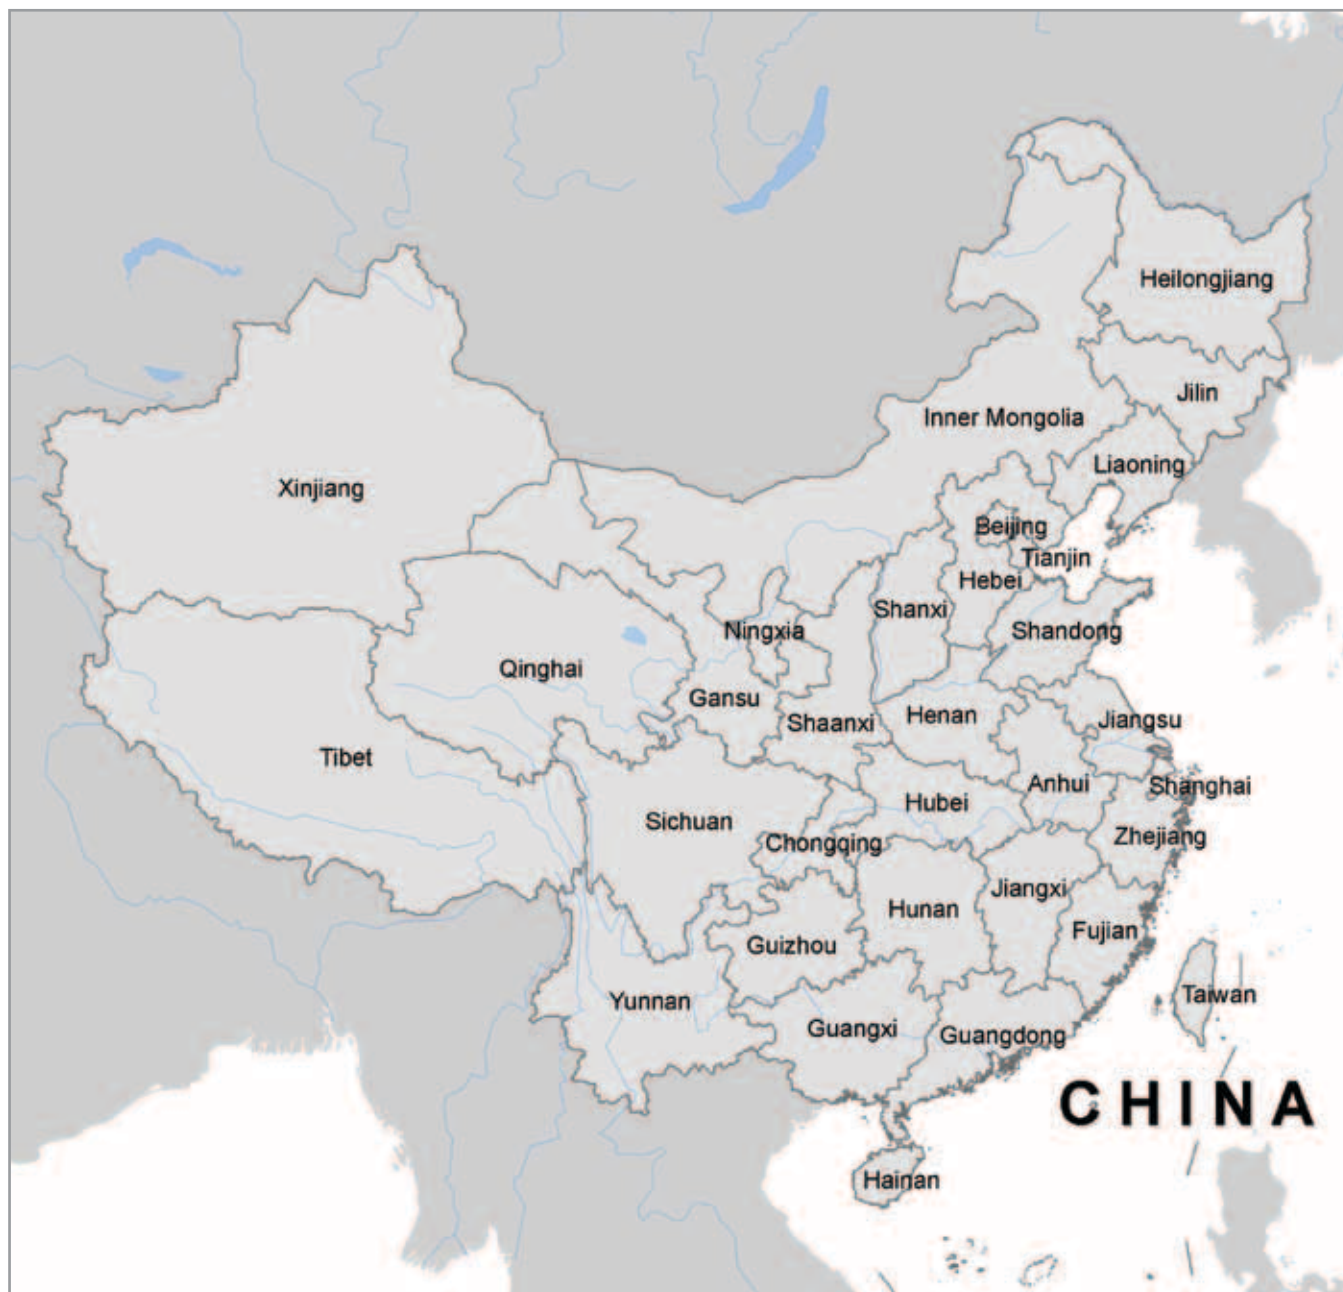 Heilongjiang
Jilin
Inner Mongolia
Liaoning
Xinjiang
Beijing
Tianjin
Hebei
Shanxi
Ningxia
Shandong
Qinghai
Gansu
Shaanxi
Henan
Jiangsu
Tibet
Anhui
Shanghai
Hubei
Sichuan
Chongqing
Zhejiang
Jiangxi
Hunan
Fujian
Guizhou
Taiwan
Yunnan
Guangxi
Guangdong
CHINA
Hainan